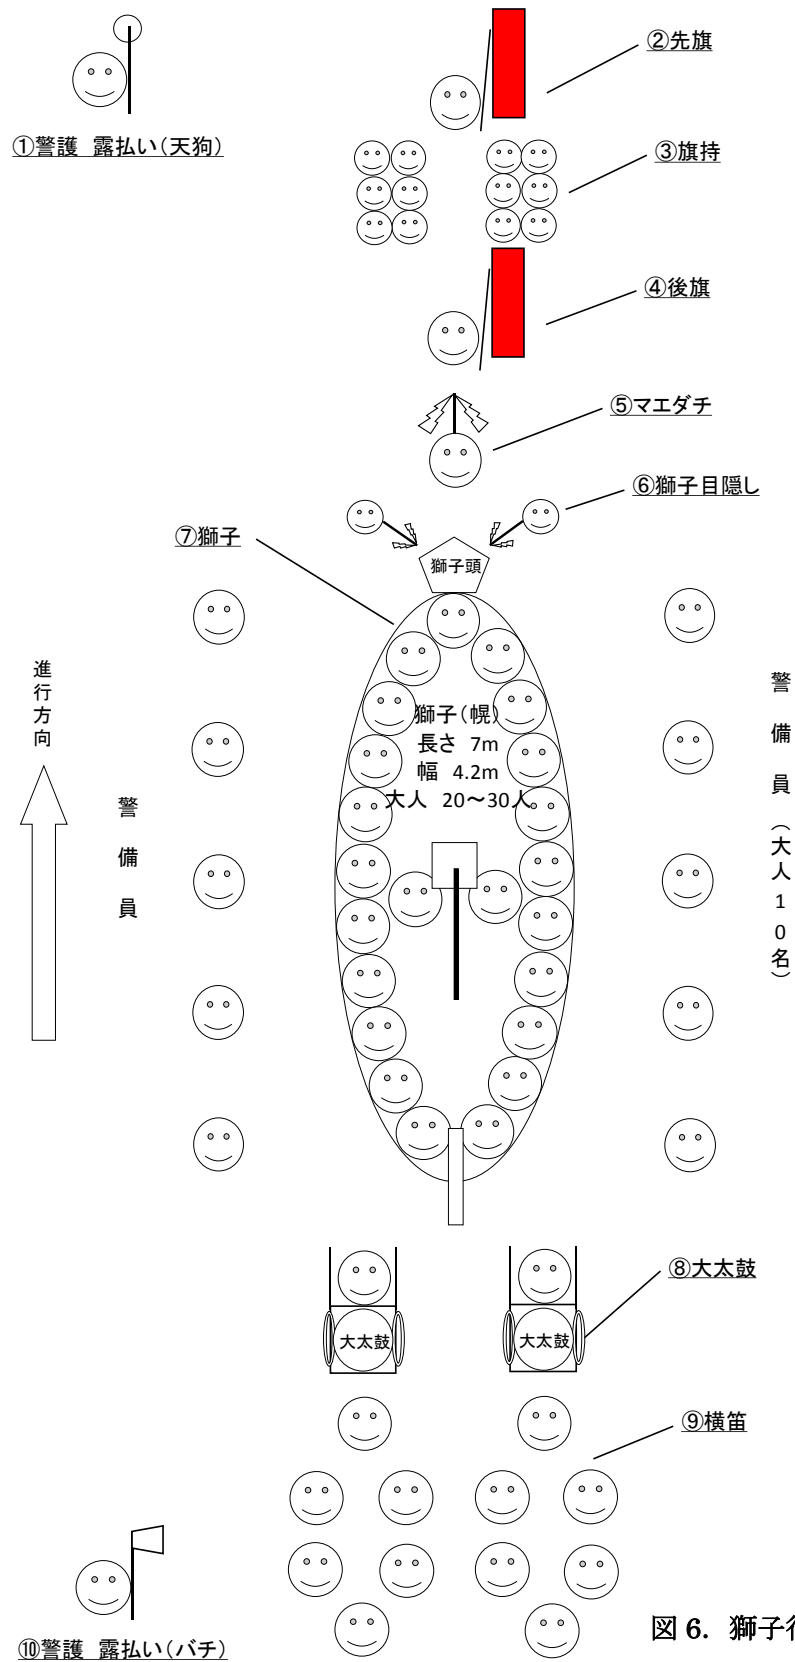 ②先旗
①警護 露払い（天狗）
③旗持
④後旗
⑤マエダチ
⑥獅子目隠し
⑦獅子
獅子頭
進行方向
警備員
獅子（幌）
長さ 7m
幅 4.2m
大人 20～30人
警備員（大人10名）
⑧大太鼓
大太鼓
大太鼓
⑨横笛
⑩警護 露払い（バチ）
図 6. 獅子